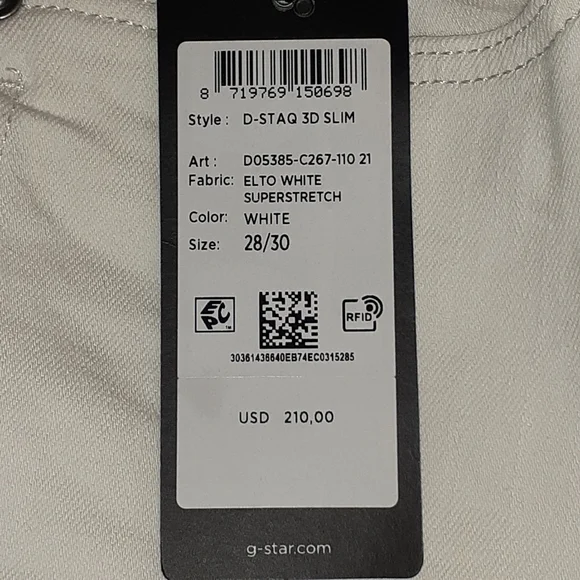 8 719769 150698
Style : D-STAQ 3D SLIM
Art : D05385-C267-110 21
Fabric: ELTO WHITE
SUPERSTRETCH
Color: WHITE
Size: 28/30
EPC™
RFID
30361436640EB74EC0315285
USD 210,00
g-star.com